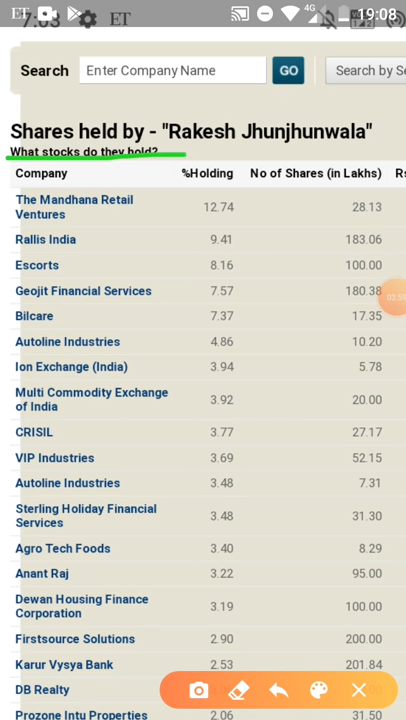 ET
4G
19:08
7:03
ET
Search
Enter Company Name
GO
Search by Se
Shares held by - "Rakesh Jhunjhunwala"
What stocks do they hold?
Company %Holding No of Shares (in Lakhs) Rs
The Mandhana Retail
Ventures 12.74 28.13
Rallis India 9.41 183.06
Escorts 8.16 100.00
Geojit Financial Services 7.57 180.38
03:59
Bilcare 7.37 17.35
Autoline Industries 4.86 10.20
Ion Exchange (India) 3.94 5.78
Multi Commodity Exchange
of India 3.92 20.00
CRISIL 3.77 27.17
VIP Industries 3.69 52.15
Autoline Industries 3.48 7.31
Sterling Holiday Financial
Services 3.48 31.30
Agro Tech Foods 3.40 8.29
Anant Raj 3.22 95.00
Dewan Housing Finance
Corporation 3.19 100.00
Firstsource Solutions 2.90 200.00
Karur Vysya Bank 2.53 201.84
DB Realty
Prozone Intu Properties 2.06 31.50